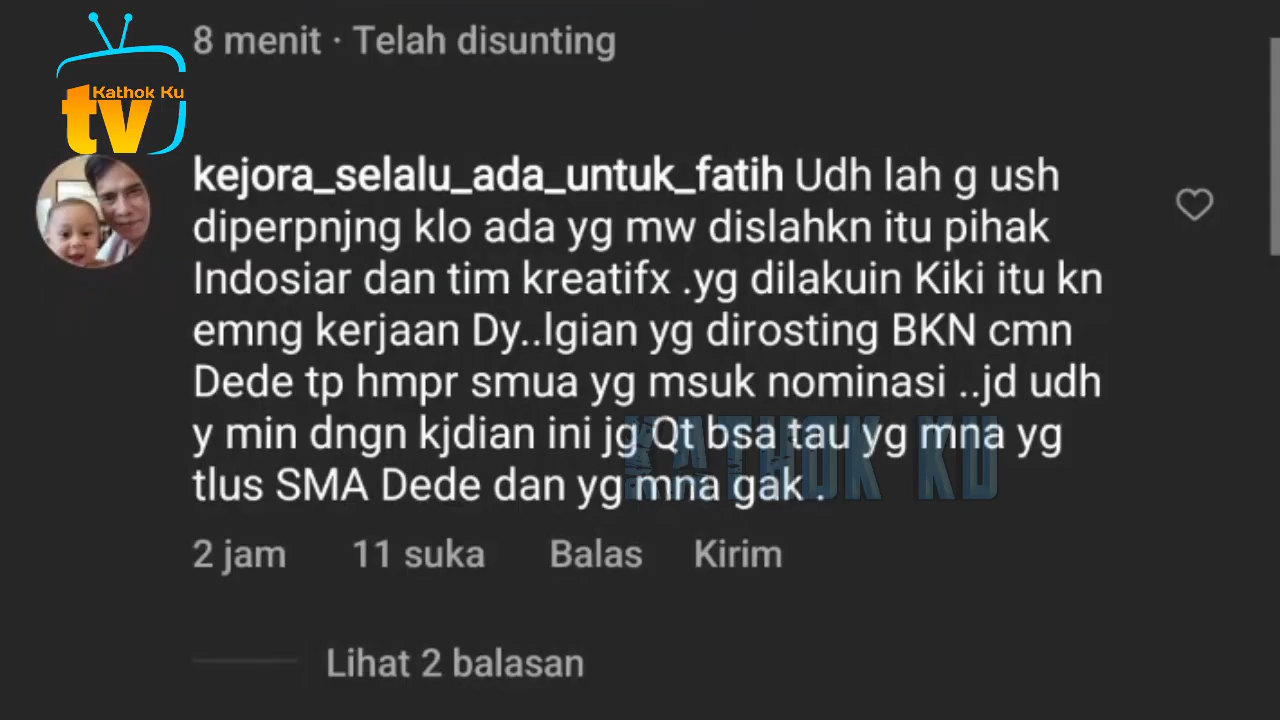 8 menit · Telah disunting
Kathok Ku
tv
kejora_selalu_ada_untuk_fatih Udh lah g ush
diperpnjng klo ada yg mw dislahkn itu pihak
Indosiar dan tim kreatifx .yg dilakuin Kiki itu kn
emng kerjaan Dy..lgian yg dirosting BKN cmn
Dede tp hmpr smua yg msuk nominasi ..jd udh
y min dngn kjdian ini jg Qt bsa tau yg mna yg
tlus SMA Dede dan yg mna gak .
KATHOK KU
2 jam 11 suka Balas Kirim
Lihat 2 balasan